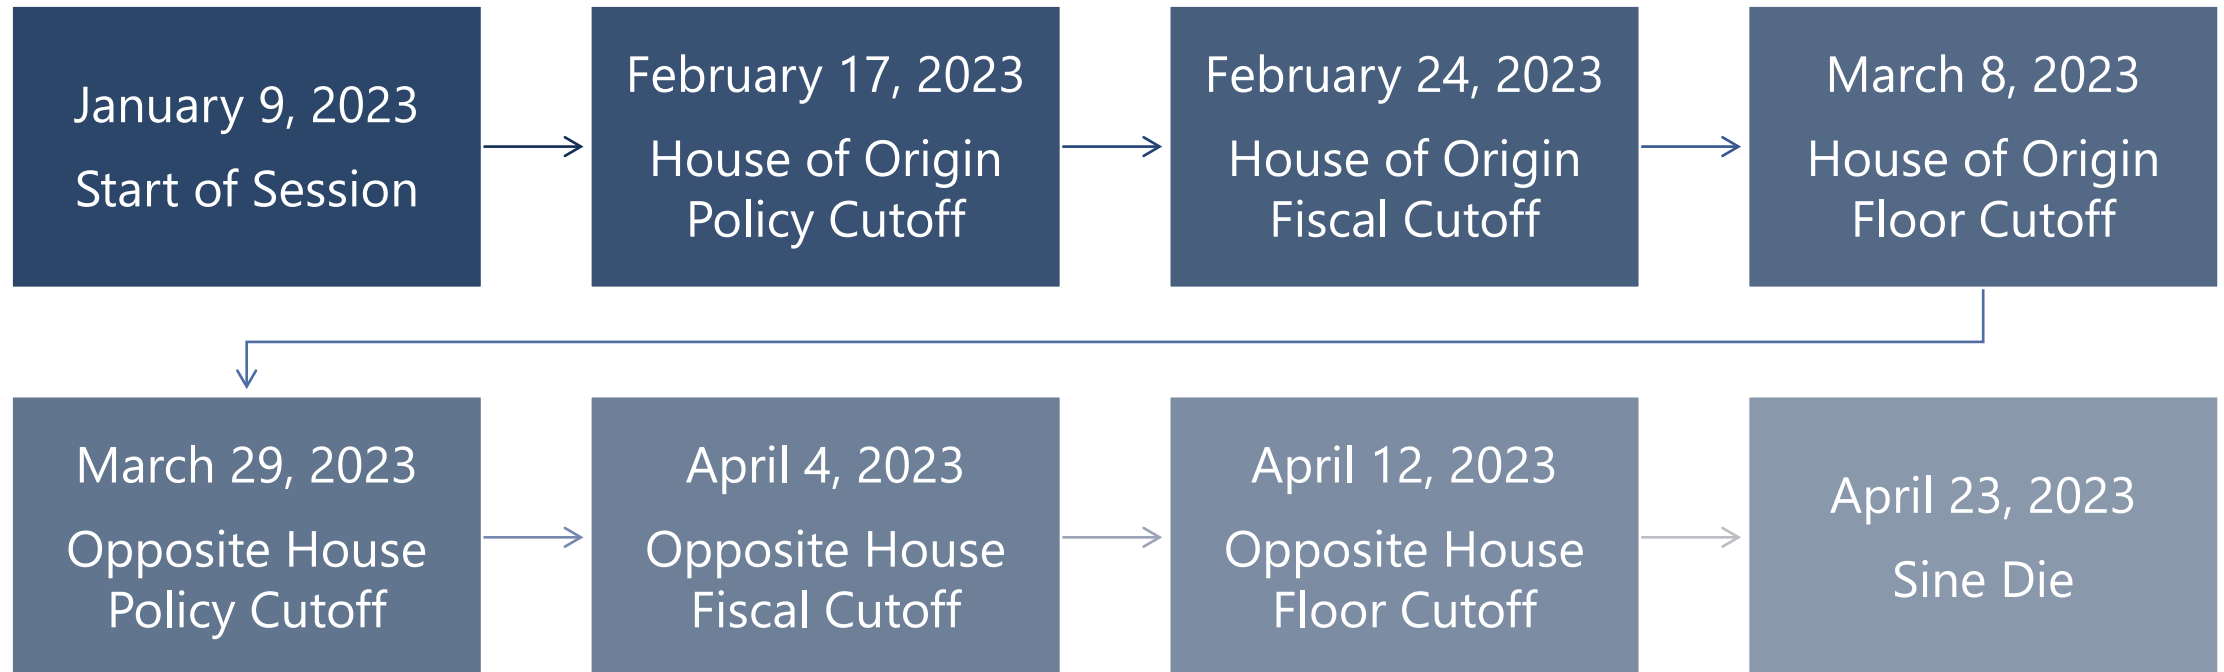 January 9, 2023
Start of Session
February 17, 2023
House of Origin
Policy Cutoff
February 24, 2023
House of Origin
Fiscal Cutoff
March 8, 2023
House of Origin
Floor Cutoff
March 29, 2023
Opposite House
Policy Cutoff
April 4, 2023
Opposite House
Fiscal Cutoff
April 12, 2023
Opposite House
Floor Cutoff
April 23, 2023
Sine Die